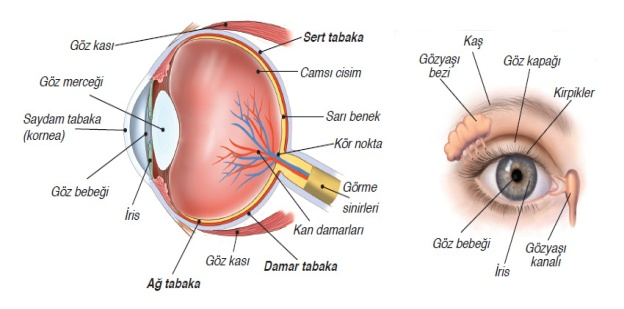 Göz kası
Sert tabaka
Camsı cisim
Göz merceği
Saydam tabaka
(kornea)
Sarı benek
Kör nokta
Göz bebeği
Görme
sinirleri
İris
Kan damarları
Göz kası
Damar tabaka
Ağ tabaka
Kaş
Gözyaşı
bezi
Göz kapağı
Kirpikler
Göz bebeği
İris
Gözyaşı
kanalı